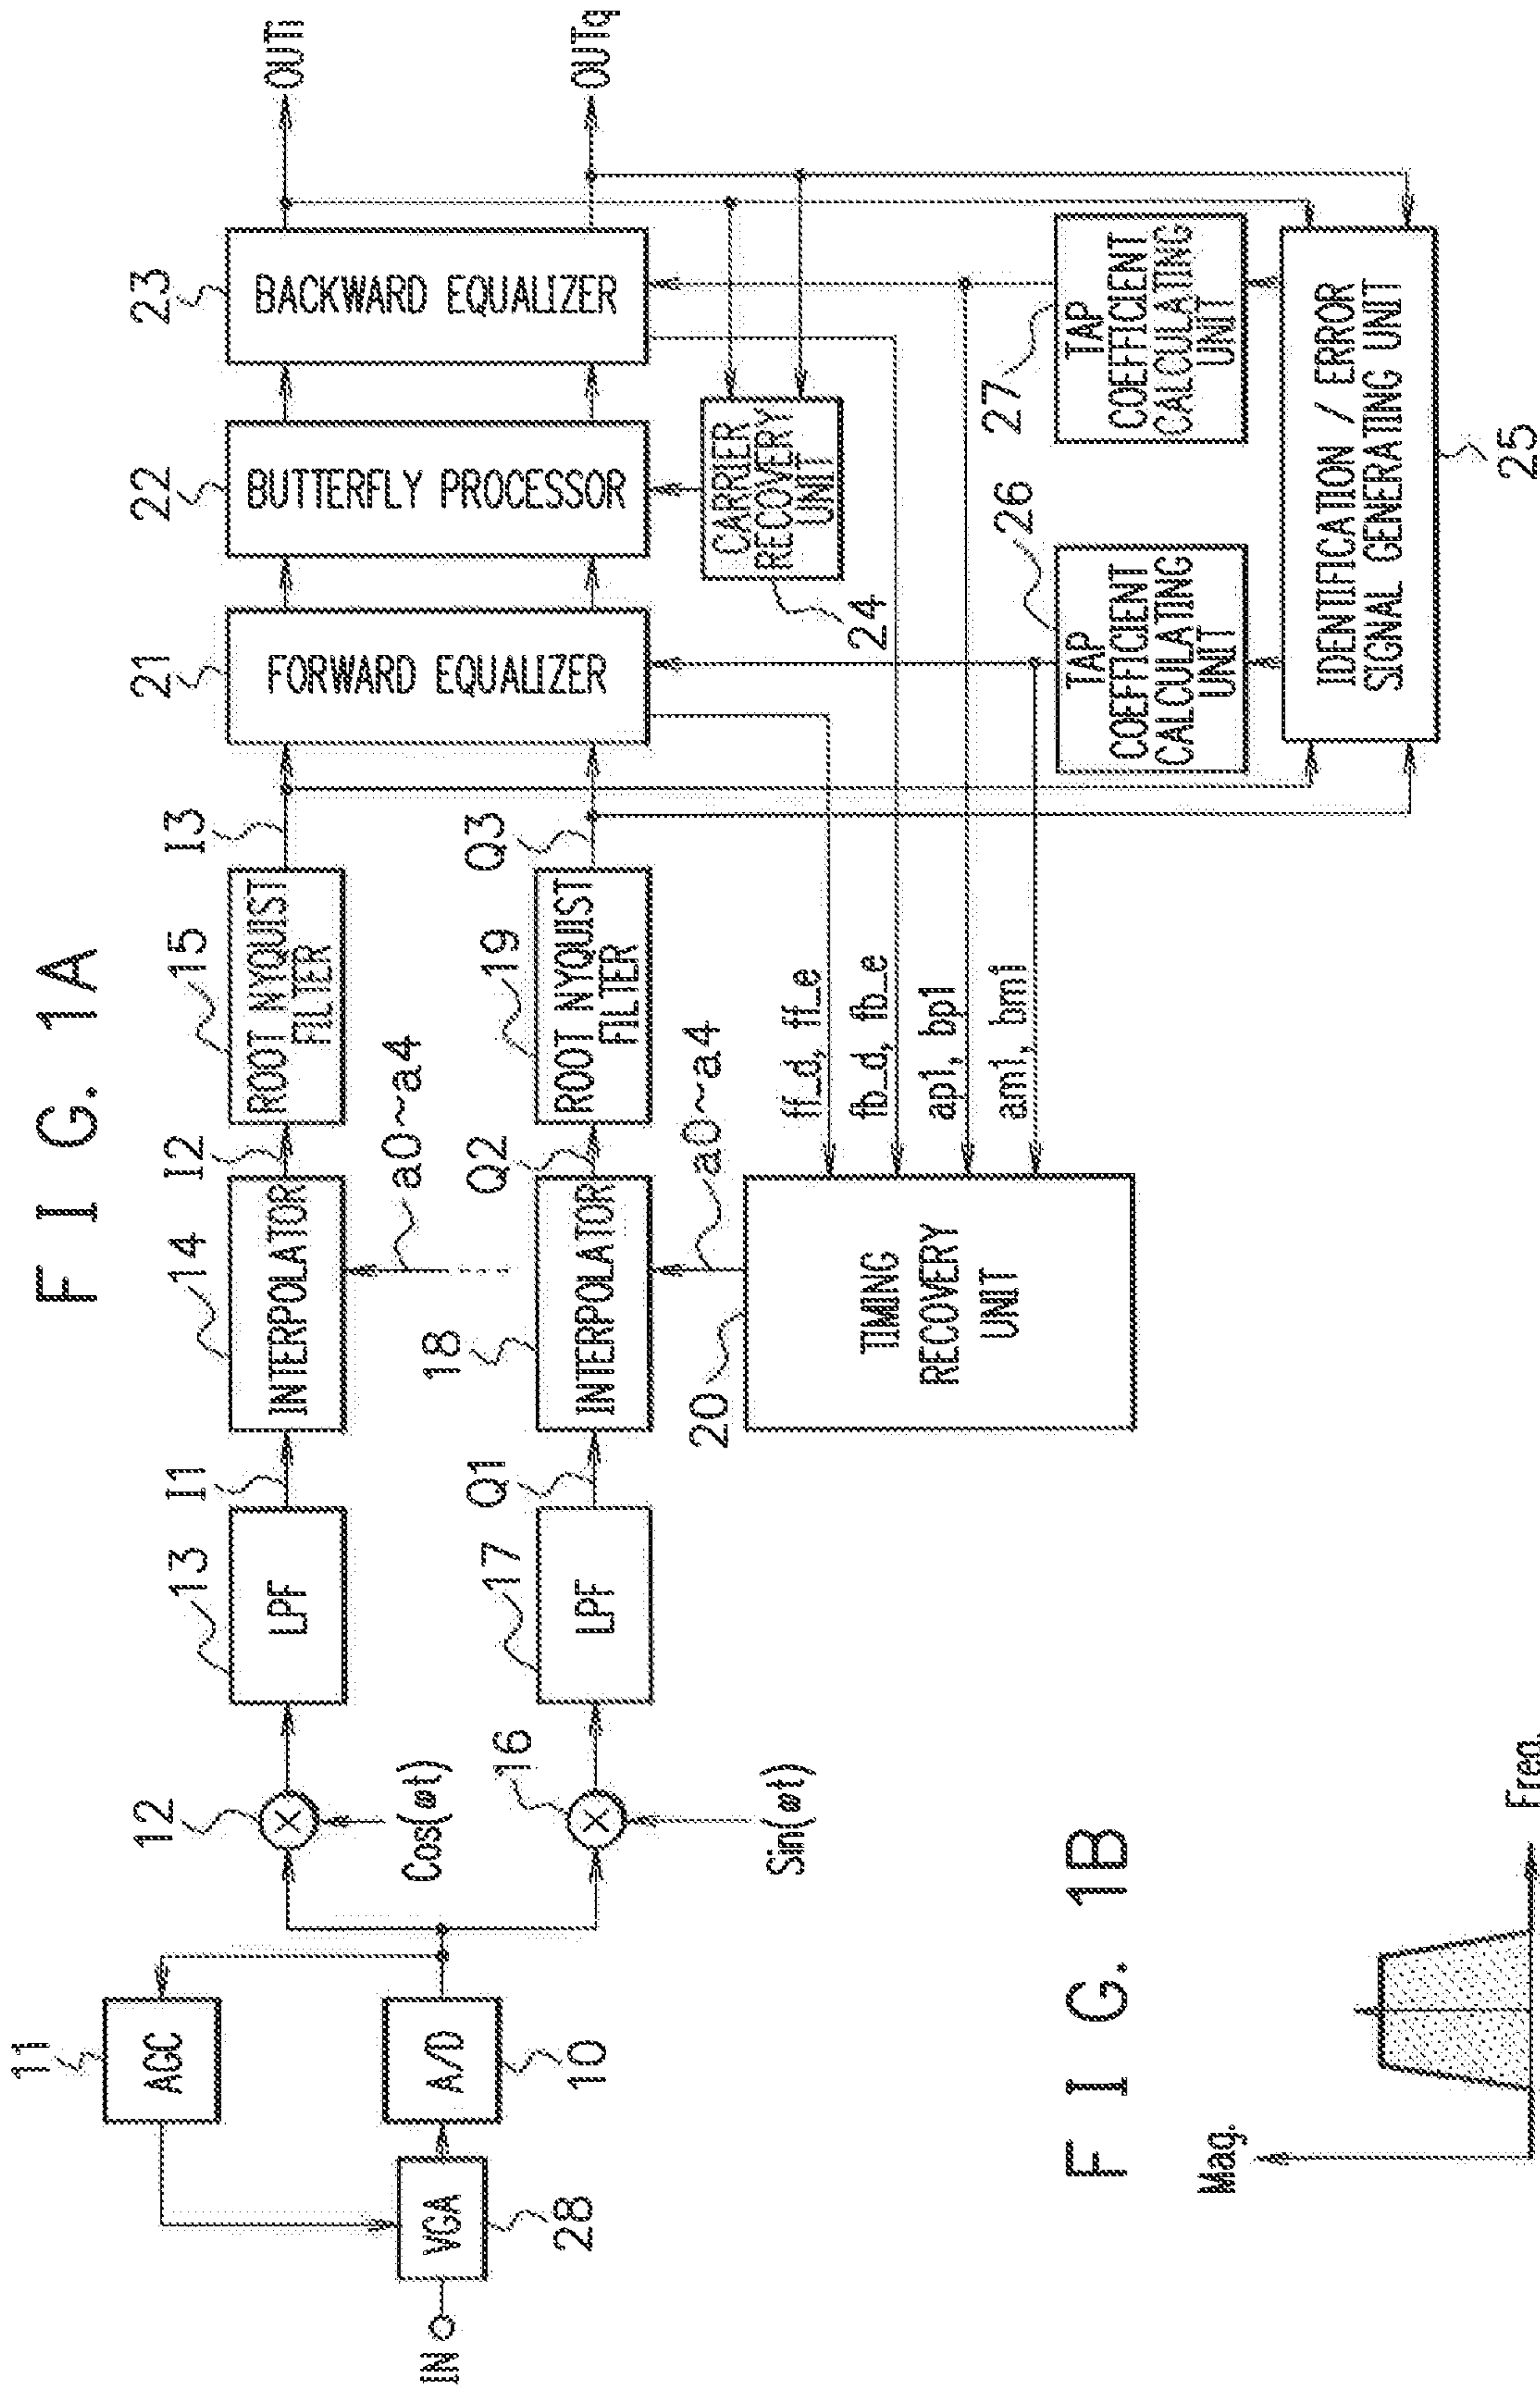 F I G. 1A
11
AGC
IN
VGA
28
A/D
10
12
Cos(ωt)
16
Sin(ωt)
13
LPF
17
LPF
I1
Q1
14
INTERPOLATOR
18
INTERPOLATOR
a0~a4
a0~a4
I2
Q2
15
ROOT NYQUIST
FILTER
19
ROOT NYQUIST
FILTER
I3
Q3
20
TIMING
RECOVERY
UNIT
ff_d, ff_e
fb_d, fb_e
ap1, bp1
am1, bm1
21
FORWARD EQUALIZER
22
BUTTERFLY PROCESSOR
23
BACKWARD EQUALIZER
OUTi
OUTq
CARRIER
RECOVERY
UNIT
24
26
TAP
COEFFICIENT
CALCULATING
UNIT
27
TAP
COEFFICIENT
CALCULATING
UNIT
IDENTIFICATION / ERROR
SIGNAL GENERATING UNIT
25
F I G. 1B
Mag.
Freq.